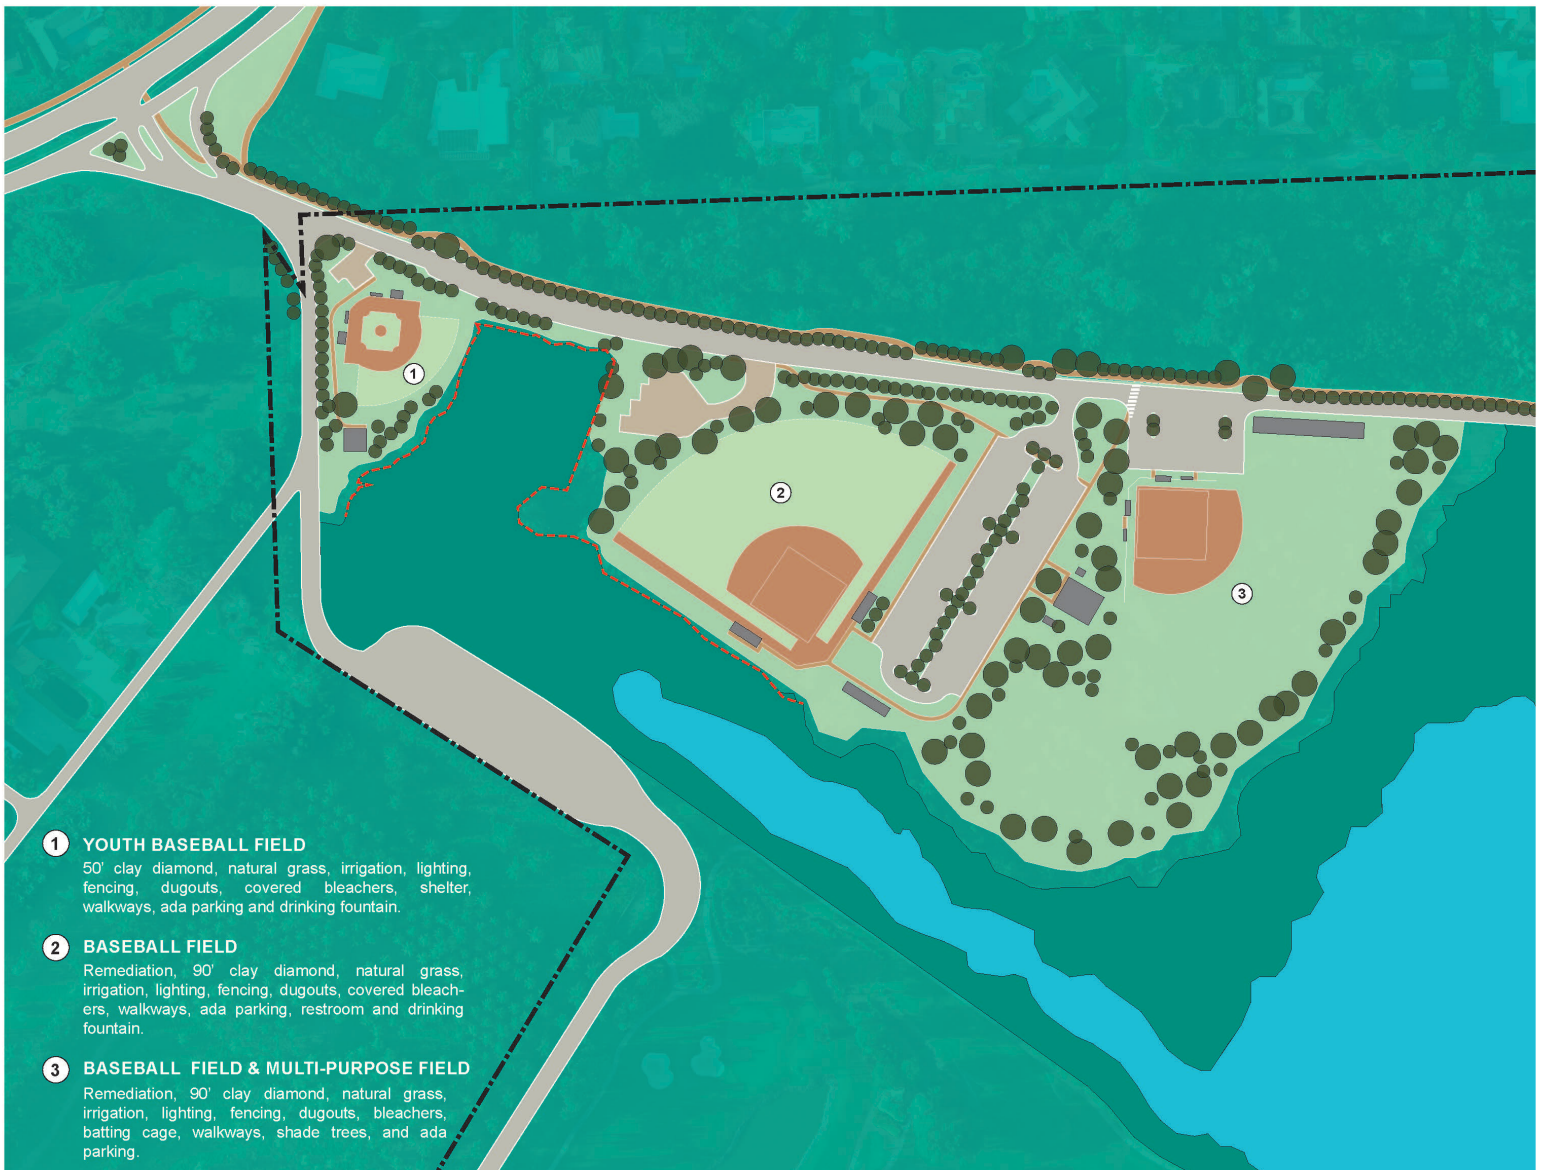 1
2
3
1 YOUTH BASEBALL FIELD
50' clay diamond, natural grass, irrigation, lighting,
fencing, dugouts, covered bleachers, shelter,
walkways, ada parking and drinking fountain.
2 BASEBALL FIELD
Remediation, 90' clay diamond, natural grass,
irrigation, lighting, fencing, dugouts, covered bleach-
ers, walkways, ada parking, restroom and drinking
fountain.
3 BASEBALL FIELD & MULTI-PURPOSE FIELD
Remediation, 90' clay diamond, natural grass,
irrigation, lighting, fencing, dugouts, bleachers,
batting cage, walkways, shade trees, and ada
parking.